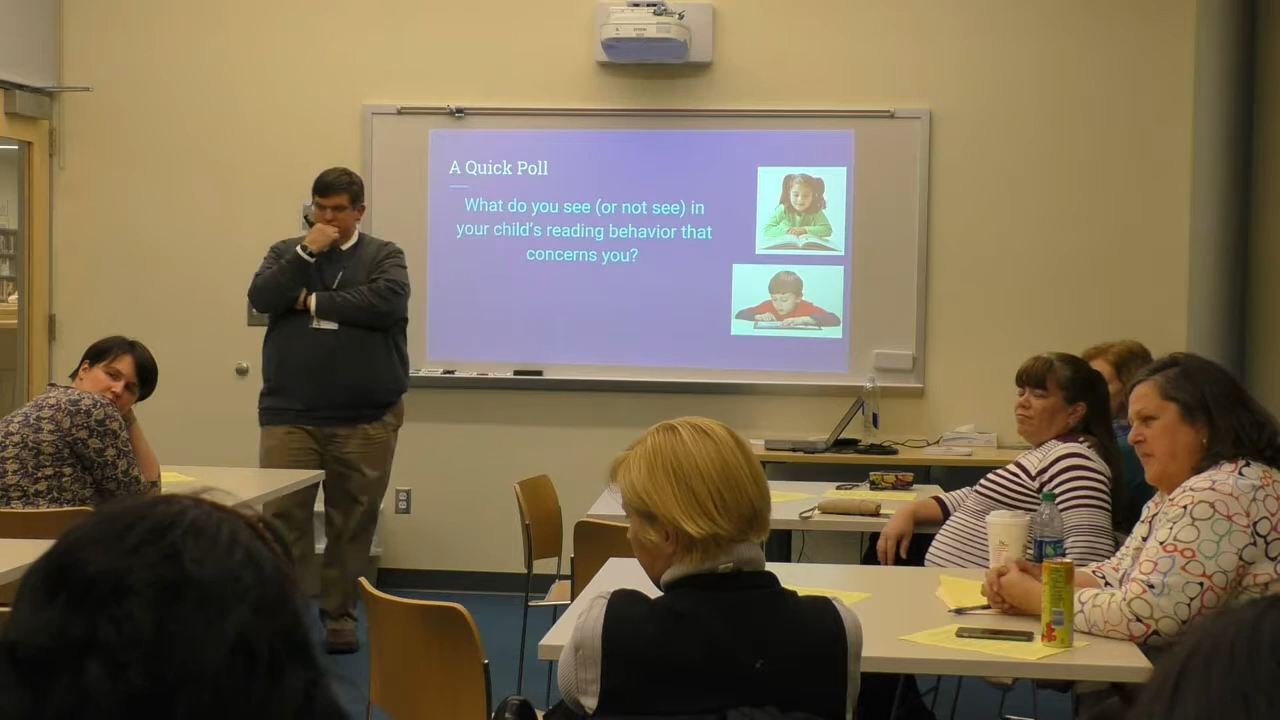 A Quick Poll
What do you see (or not see) in
your child's reading behavior that
concerns you?